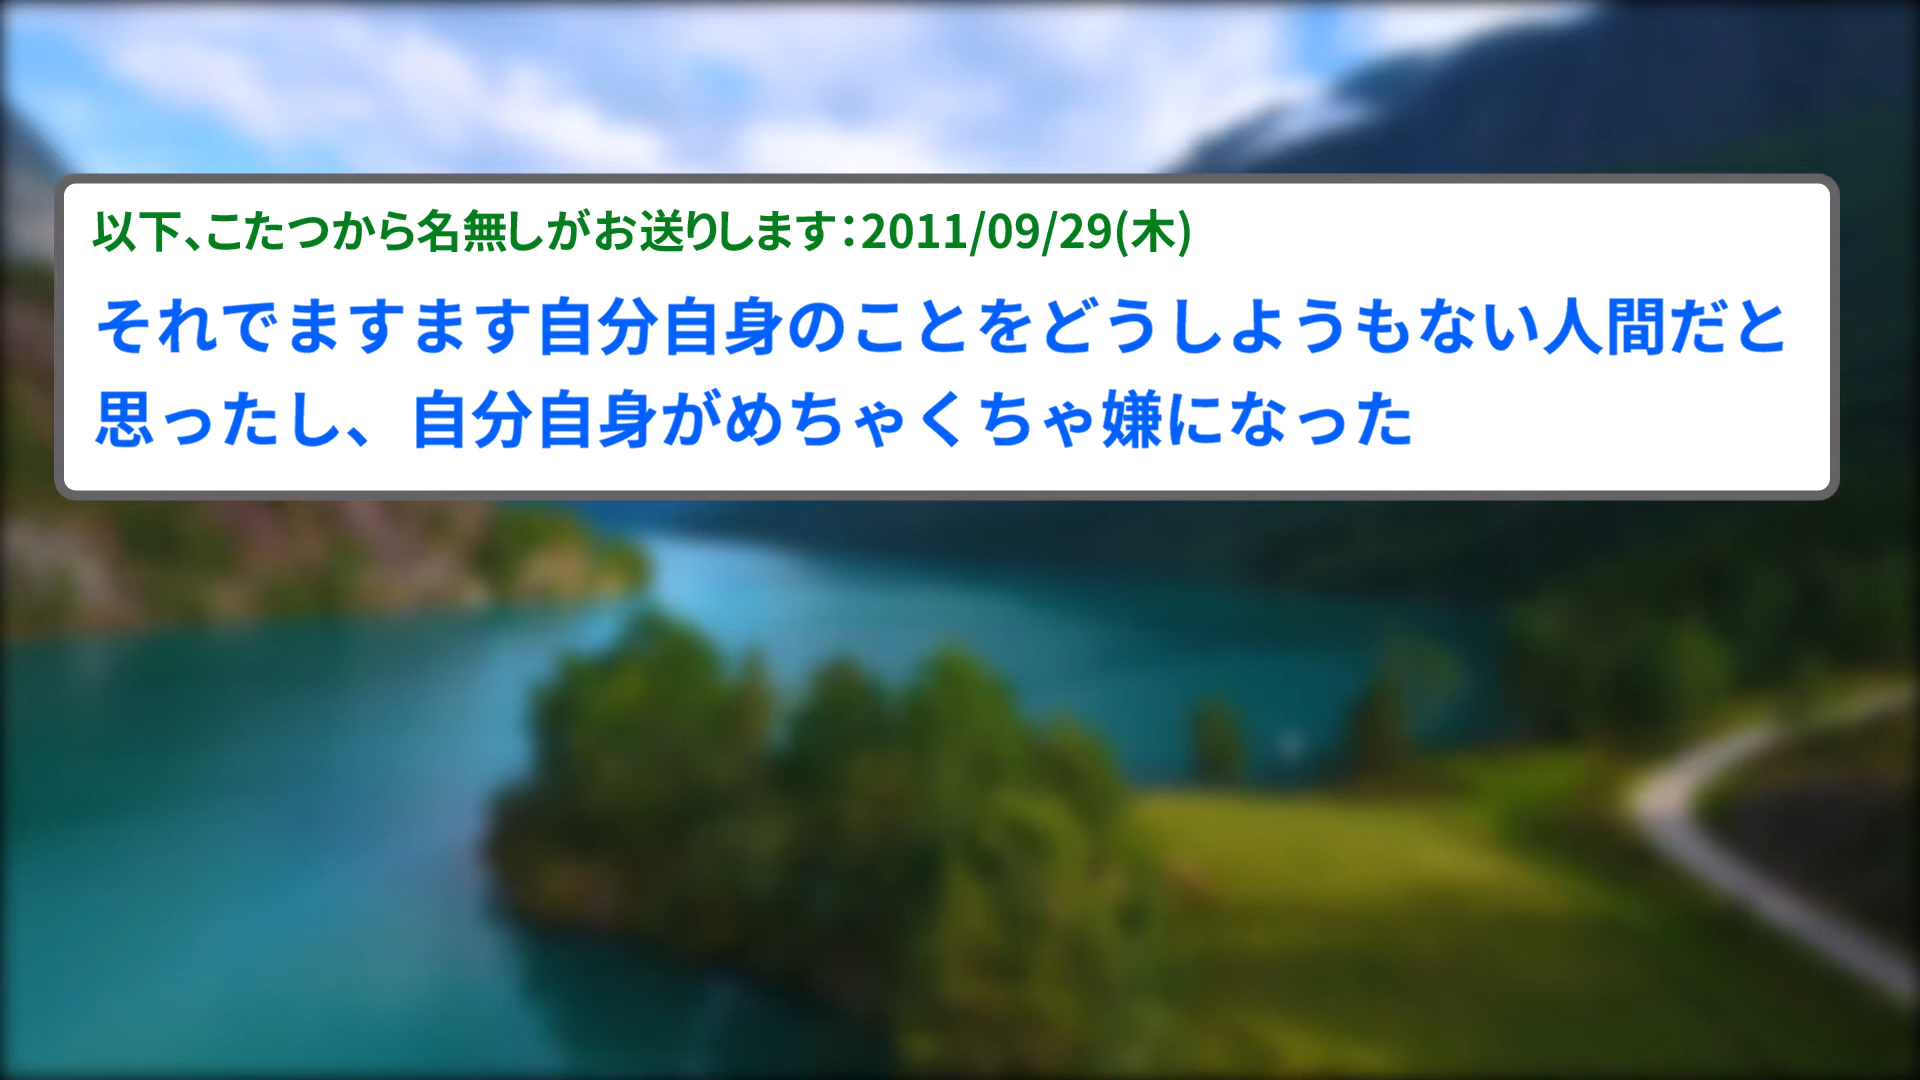 以下、こたつから名無しがお送りします：2011/09/29(木)
それでますます自分自身のことをどうしようもない人間だと
思ったし、自分自身がめちゃくちゃ嫌になった